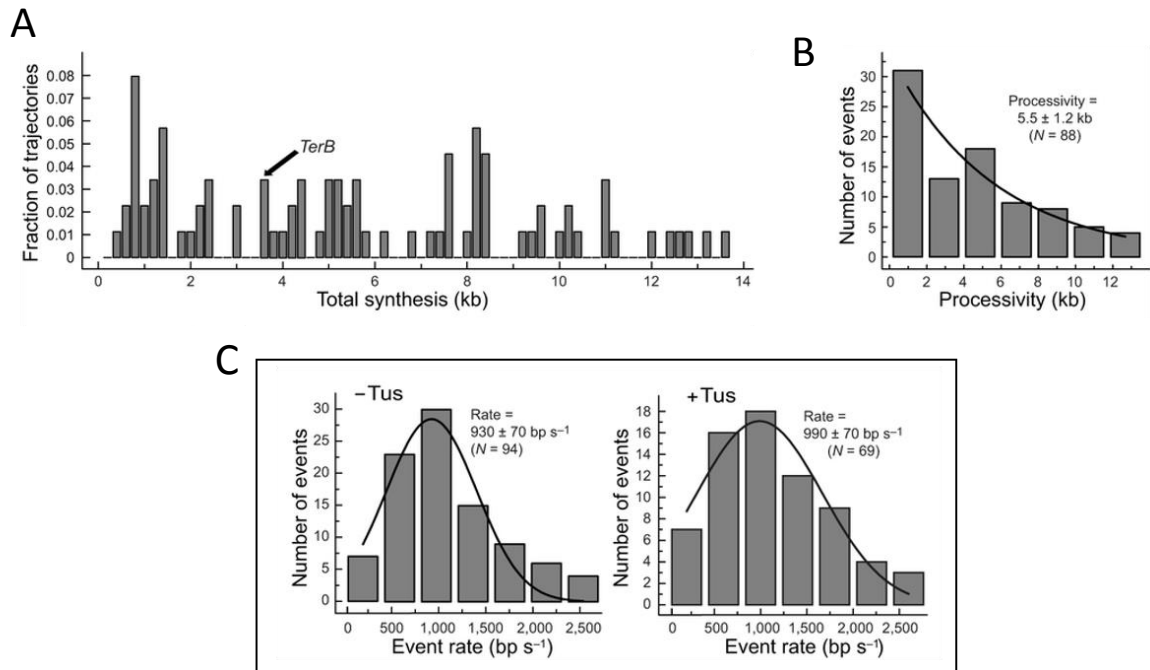 A
Fraction of trajectories
0.08
0.07
0.06
0.05
0.04
0.03
0.02
0.01
0
TerB
0 2 4 6 8 10 12 14
Total synthesis (kb)
B
Number of events
30
25
20
15
10
5
0
Processivity =
5.5 ± 1.2 kb
(N = 88)
0 2 4 6 8 10 12
Processivity (kb)
C
−Tus
Number of events
30
25
20
15
10
5
0
Rate =
930 ± 70 bp s⁻¹
(N = 94)
0 500 1,000 1,500 2,000 2,500
Event rate (bp s⁻¹)
+Tus
Number of events
18
16
14
12
10
8
6
4
2
0
Rate =
990 ± 70 bp s⁻¹
(N = 69)
0 500 1,000 1,500 2,000 2,500
Event rate (bp s⁻¹)